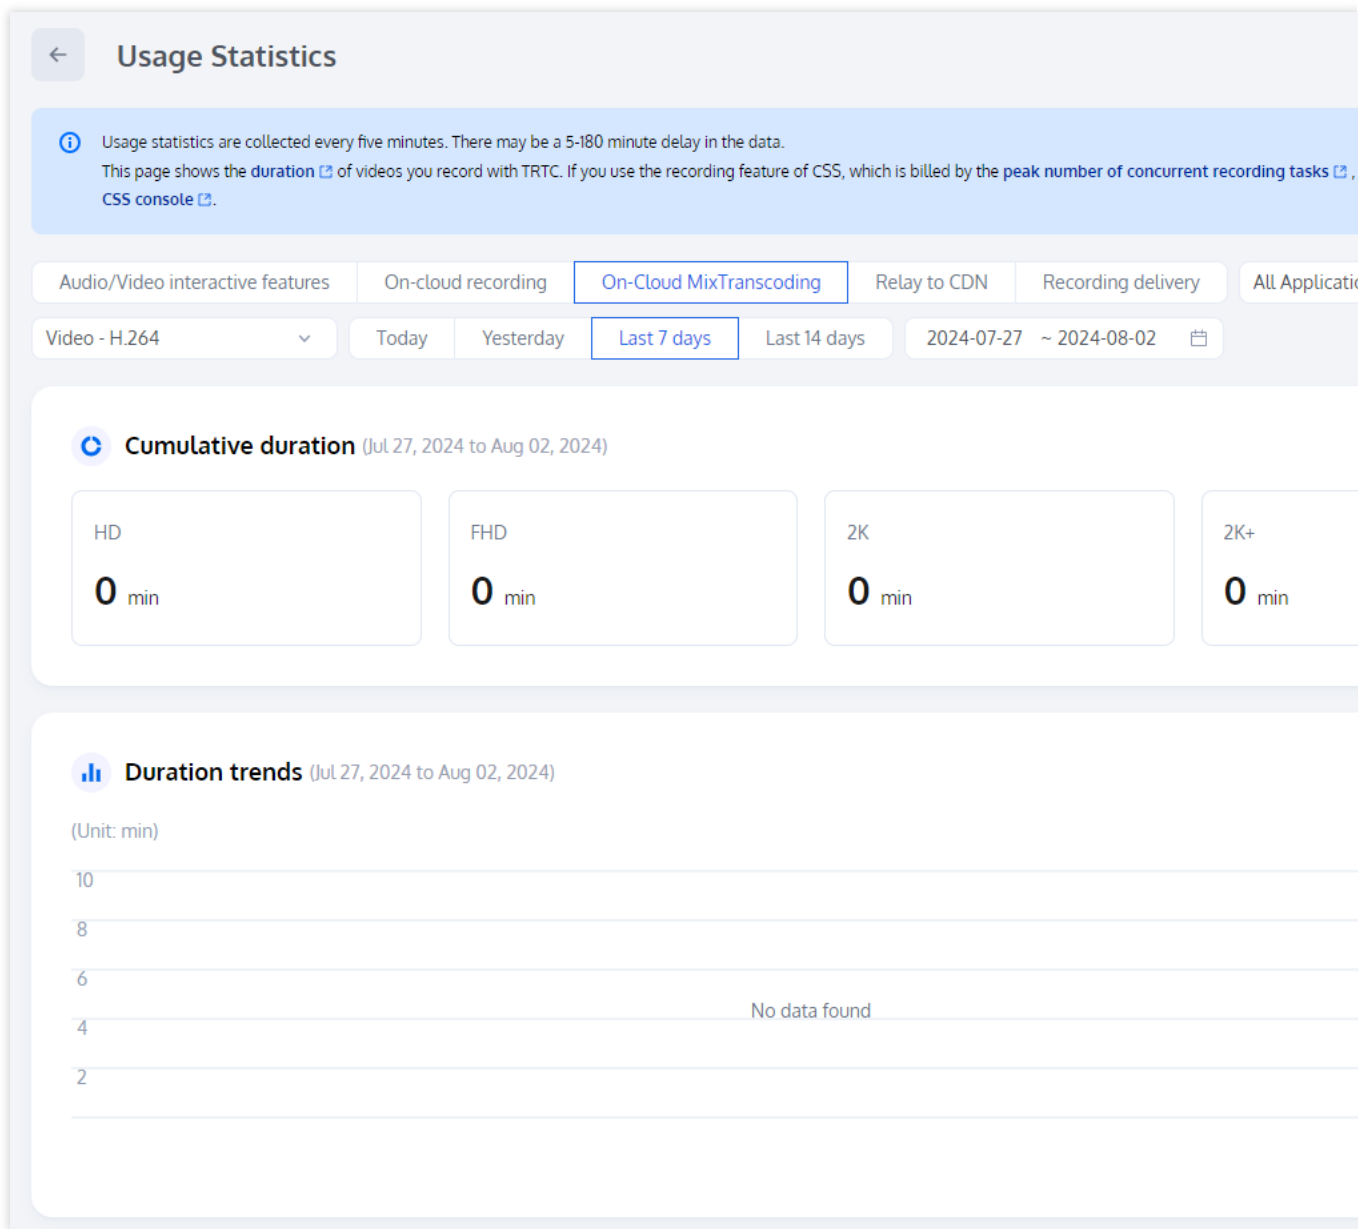 Usage Statistics
Usage statistics are collected every five minutes. There may be a 5-180 minute delay in the data.
This page shows the duration of videos you record with TRTC. If you use the recording feature of CSS, which is billed by the peak number of concurrent recording tasks ,
CSS console .
Audio/Video interactive features On-cloud recording On-Cloud MixTranscoding Relay to CDN Recording delivery All
Video - H.264 Today Yesterday Last 7 days Last 14 days 2024-07-27 ~ 2024-08-02
Cumulative duration (Jul 27, 2024 to Aug 02, 2024)
HD FHD 2K 2K+
0 min 0 min 0 min 0 min
Duration trends (Jul 27, 2024 to Aug 02, 2024)
(Unit: min)
10
8
6
No data found
4
2